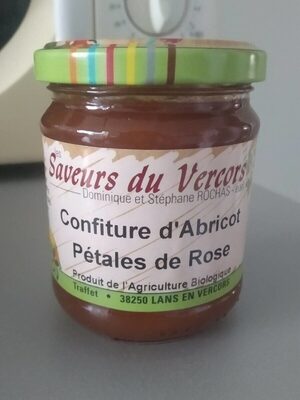 Les
Saveurs du Vercors
Dominique et Stéphane ROCHAS
Confiture d'Abricot
Pétales de Rose
Produit de l'Agriculture Biologique
Traffet • 38250 LANS EN VERCORS